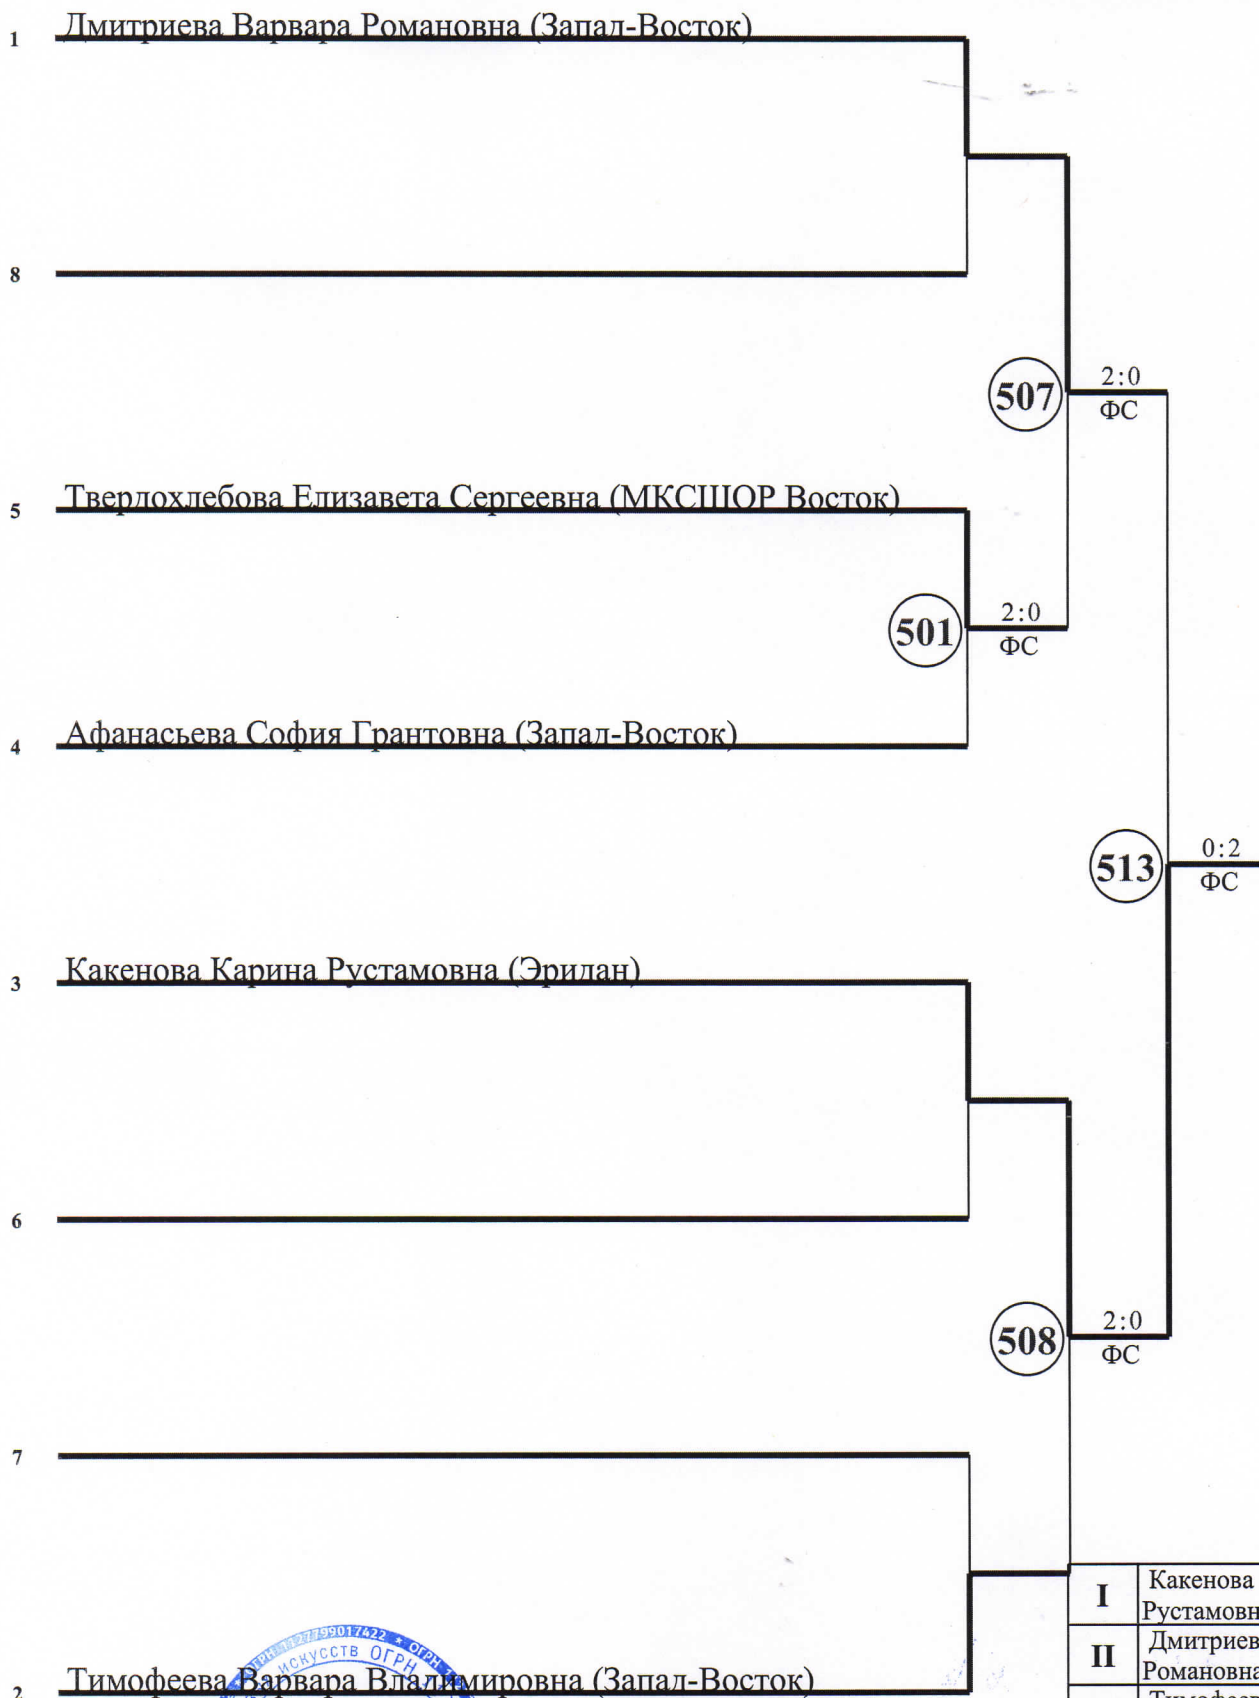 1 Дмитриева Варвара Романовна (Запад-Восток)
8
507 2:0
ФС
5 Твердохлебова Елизавета Сергеевна (МКСШОР Восток)
501 2:0
ФС
4 Афанасьева София Грантовна (Запад-Восток)
513 0:2
ФС
3 Какенова Карина Рустамовна (Эридан)
6
508 2:0
ФС
7
I Какенова
Рустамовн
II Дмитриев
Романовна
ИСКУССТВ ОГРН
2 Тимофеева Варвара Владимировна (Запад-Восток)